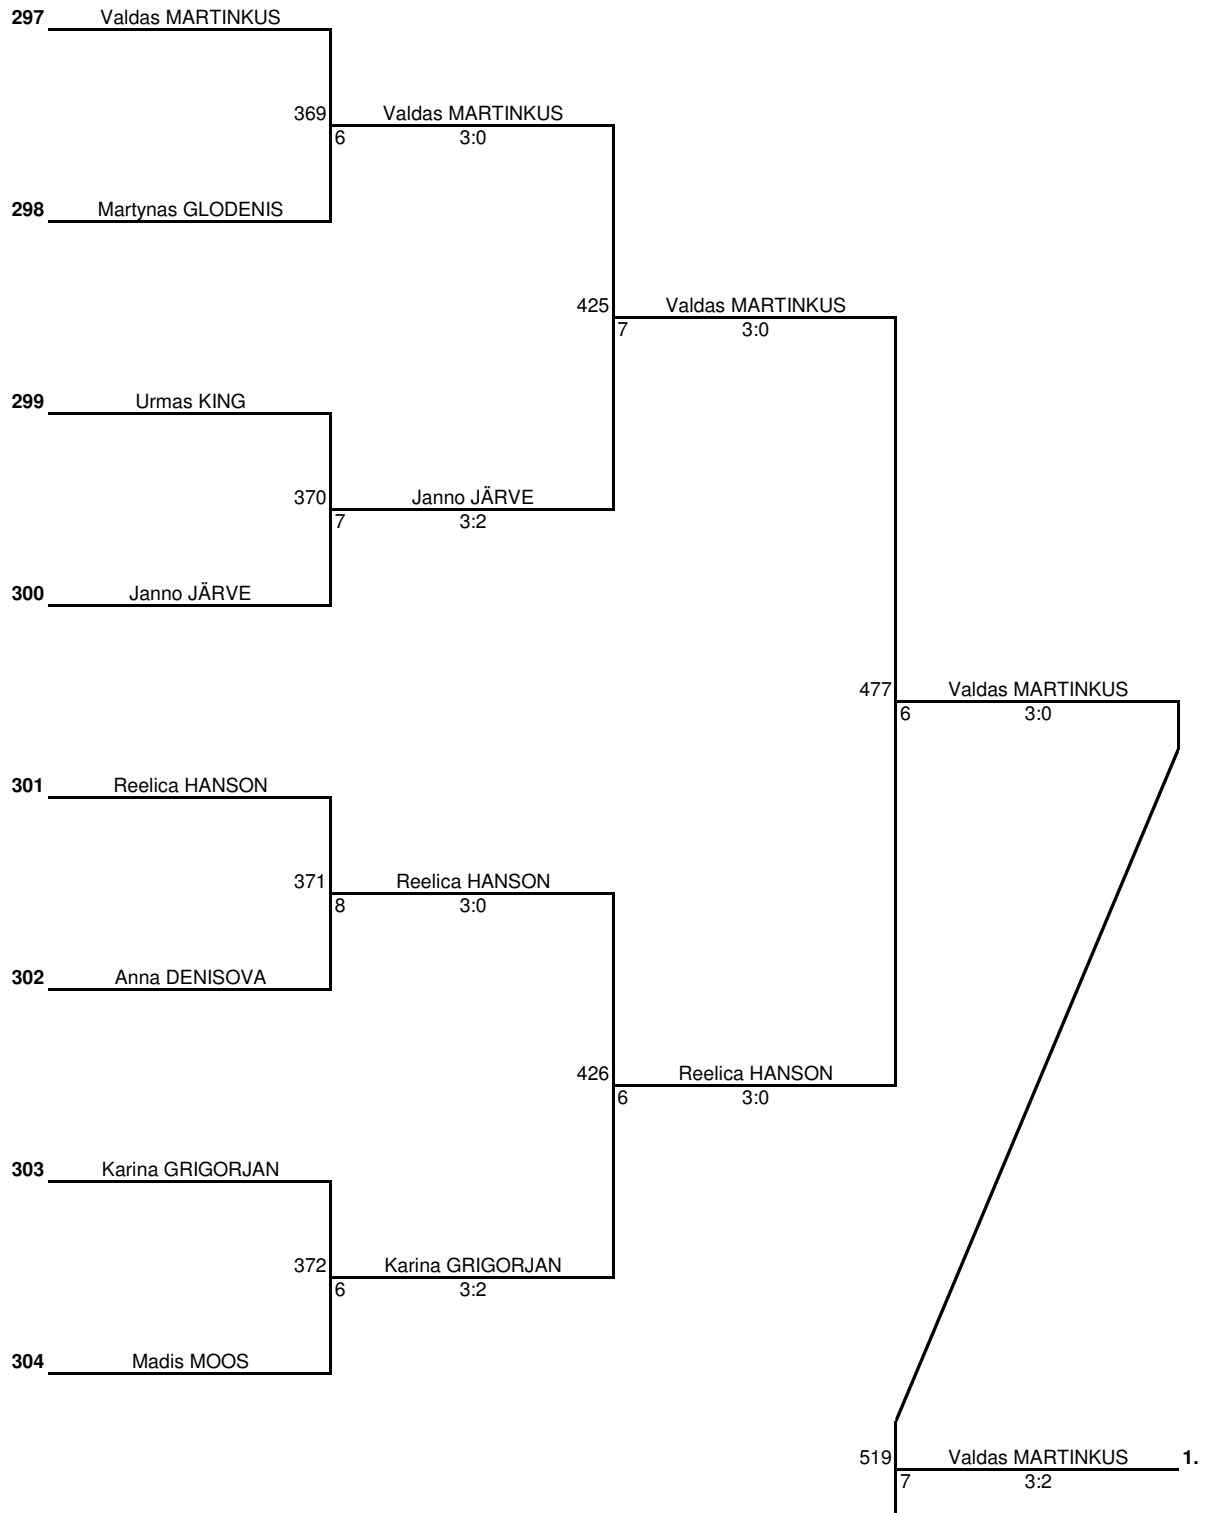 297 Valdas MARTINKUS
369 Valdas MARTINKUS
6 3:0
298 Martynas GLODENIS
425 Valdas MARTINKUS
7 3:0
299 Urmas KING
370 Janno JÄRVE
7 3:2
300 Janno JÄRVE
477 Valdas MARTINKUS
6 3:0
301 Reelica HANSON
371 Reelica HANSON
8 3:0
302 Anna DENISOVA
426 Reelica HANSON
6 3:0
303 Karina GRIGORJAN
372 Karina GRIGORJAN
6 3:2
304 Madis MOOS
519 Valdas MARTINKUS 1.
7 3:2